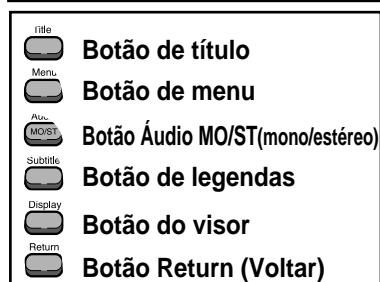 Title
Botão de título
Menu
Botão de menu
MO/ST
Botão Áudio MO/ST(mono/estéreo)
Subtitle
Botão de legendas
Display
Botão do visor
Return
Botão Return (Voltar)